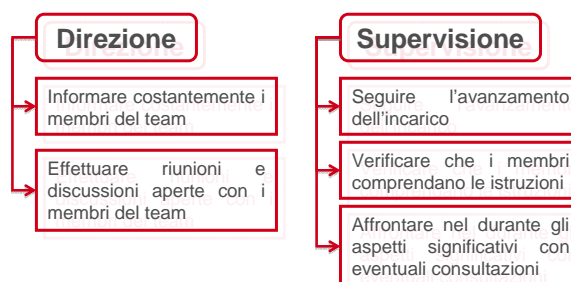 Direzione
Informare costantemente i
membri del team
Effettuare riunioni e
discussioni aperte con i
membri del team
Supervisione
Seguire l'avanzamento
dell'incarico
Verificare che i membri
comprendano le istruzioni
Affrontare nel durante gli
aspetti significativi con
eventuali consultazioni